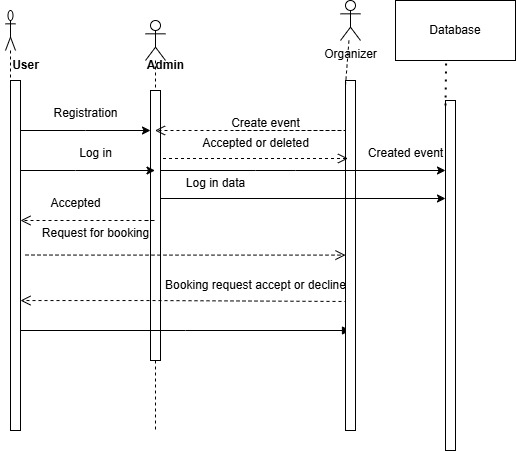 Database
Organizer
User
Admin
Registration
Create event
Accepted or deleted
Log in
Created event
Log in data
Accepted
Request for booking
Booking request accept or decline